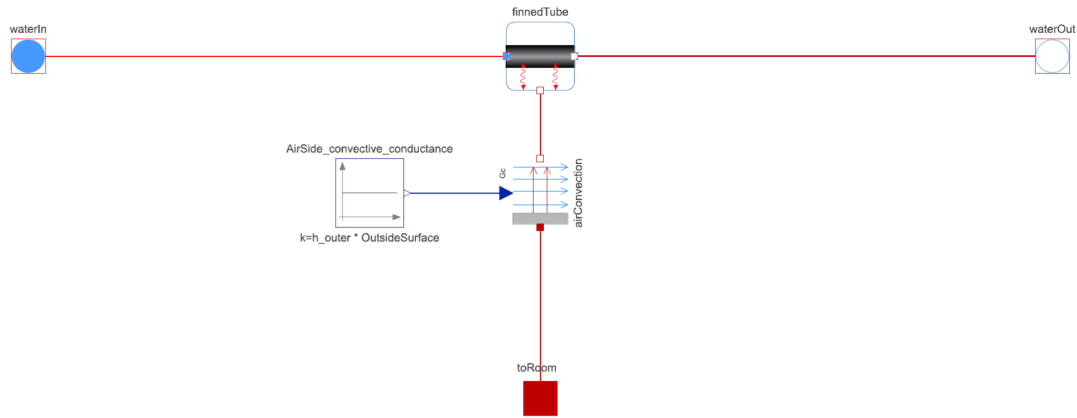 finnedTube
waterIn
waterOut
AirSide_convective_conductance
Gc
airConvection
k=h_outer * OutsideSurface
toRoom